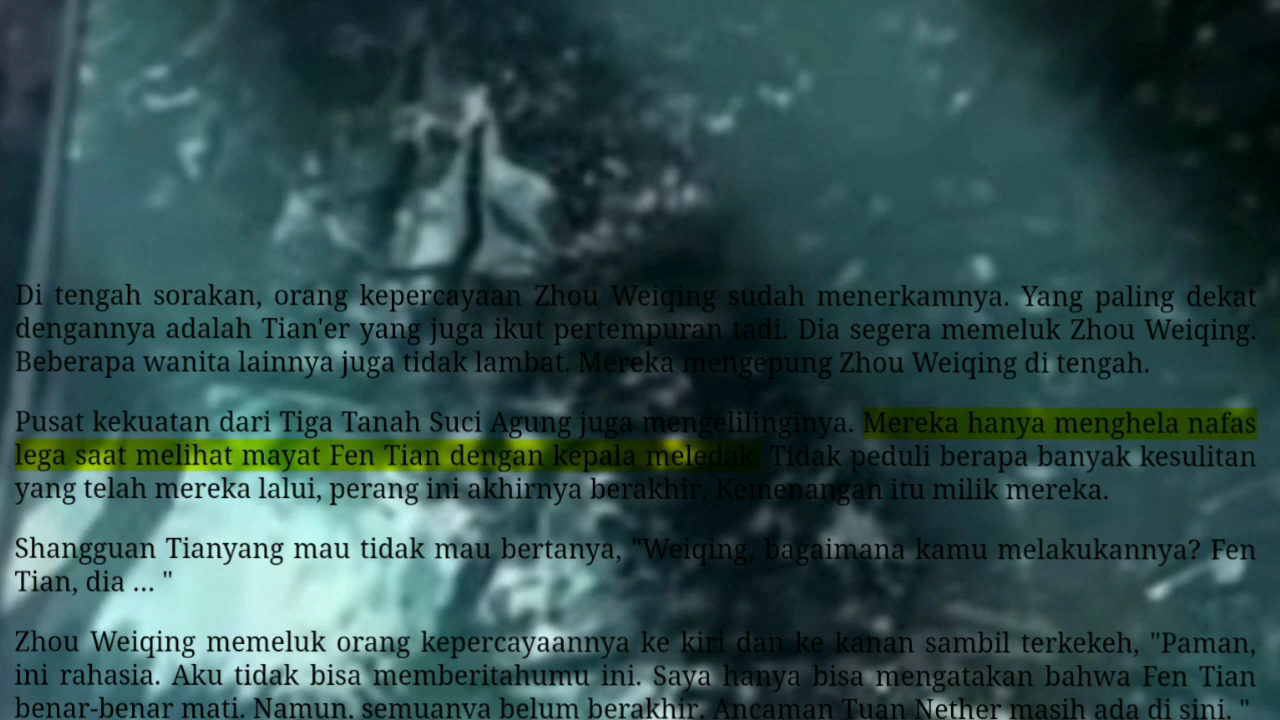 Di tengah sorakan, orang kepercayaan Zhou Weiqing sudah menerkamnya. Yang paling dekat
dengannya adalah Tian'er yang juga ikut pertempuran tadi. Dia segera memeluk Zhou Weiqing.
Beberapa wanita lainnya juga tidak lambat. Mereka mengepung Zhou Weiqing di tengah.
Pusat kekuatan dari Tiga Tanah Suci Agung juga mengelilinginya. Mereka hanya menghela nafas
lega saat melihat mayat Fen Tian dengan kepala meledak. Tidak peduli berapa banyak kesulitan
yang telah mereka lalui, perang ini akhirnya berakhir. Kemenangan itu milik mereka.
Shangguan Tianyang mau tidak mau bertanya, "Weiqing, bagaimana kamu melakukannya? Fen
Tian, dia ... "
Zhou Weiqing memeluk orang kepercayaannya ke kiri dan ke kanan sambil terkekeh, "Paman,
ini rahasia. Aku tidak bisa memberitahumu ini. Saya hanya bisa mengatakan bahwa Fen Tian
benar-benar mati. Namun, semuanya belum berakhir. Ancaman Tuan Nether masih ada di sini. "